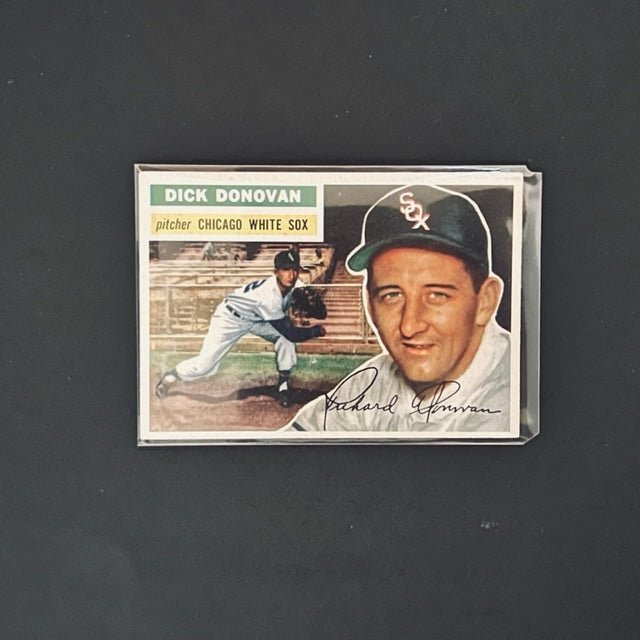 DICK DONOVAN
pitcher CHICAGO WHITE SOX
SOX
Richard E Donovan